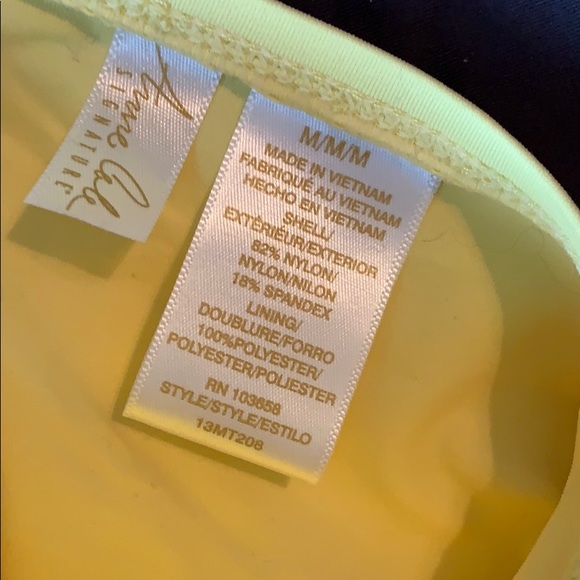 Anne Cole
SIGNATURE
M/M/M
MADE IN VIETNAM
FABRIQUÉ AU VIETNAM
HECHO EN VIETNAM
SHELL/
EXTÉRIEUR/EXTERIOR
82% NYLON/
NYLON/NILON
18% SPANDEX
LINING/
DOUBLURE/FORRO
100%POLYESTER/
POLYESTER/POLIESTER
RN 103658
STYLE/STYLE/ESTILO
13MT208